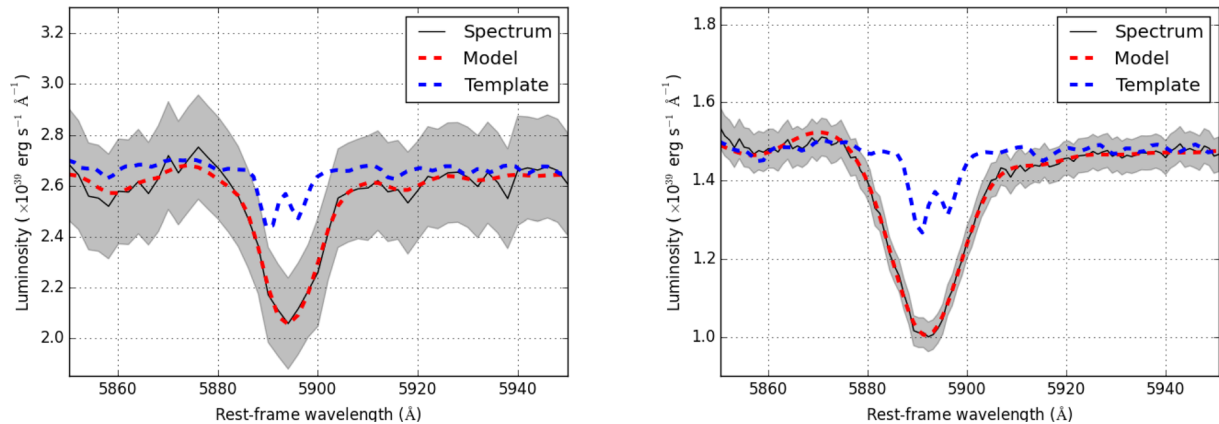 3.2
3.0
2.8
2.6
2.4
2.2
2.0
5860 5880 5900 5920 5940
Rest-frame wavelength (Å)
Luminosity ( ×10³⁹ erg s⁻¹ Å⁻¹)
Spectrum
Model
Template
1.8
1.6
1.4
1.2
1.0
5860 5880 5900 5920 5940
Rest-frame wavelength (Å)
Luminosity ( ×10³⁹ erg s⁻¹ Å⁻¹)
Spectrum
Model
Template